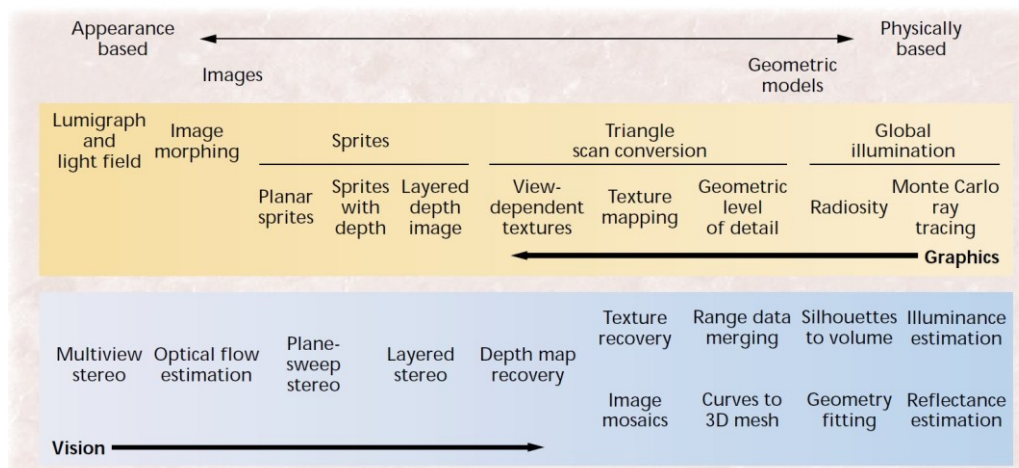 Appearance
based
Physically
based
Images
Geometric
models
Lumigraph
and
light field
Image
morphing
Sprites
Triangle
scan conversion
Global
illumination
Planar
sprites
Sprites
with
depth
Layered
depth
image
View-
dependent
textures
Texture
mapping
Geometric
level
of detail
Radiosity
Monte Carlo
ray
tracing
Graphics
Multiview
stereo
Optical flow
estimation
Plane-
sweep
stereo
Layered
stereo
Depth map
recovery
Texture
recovery
Range data
merging
Silhouettes
to volume
Illuminance
estimation
Image
mosaics
Curves to
3D mesh
Geometry
fitting
Reflectance
estimation
Vision